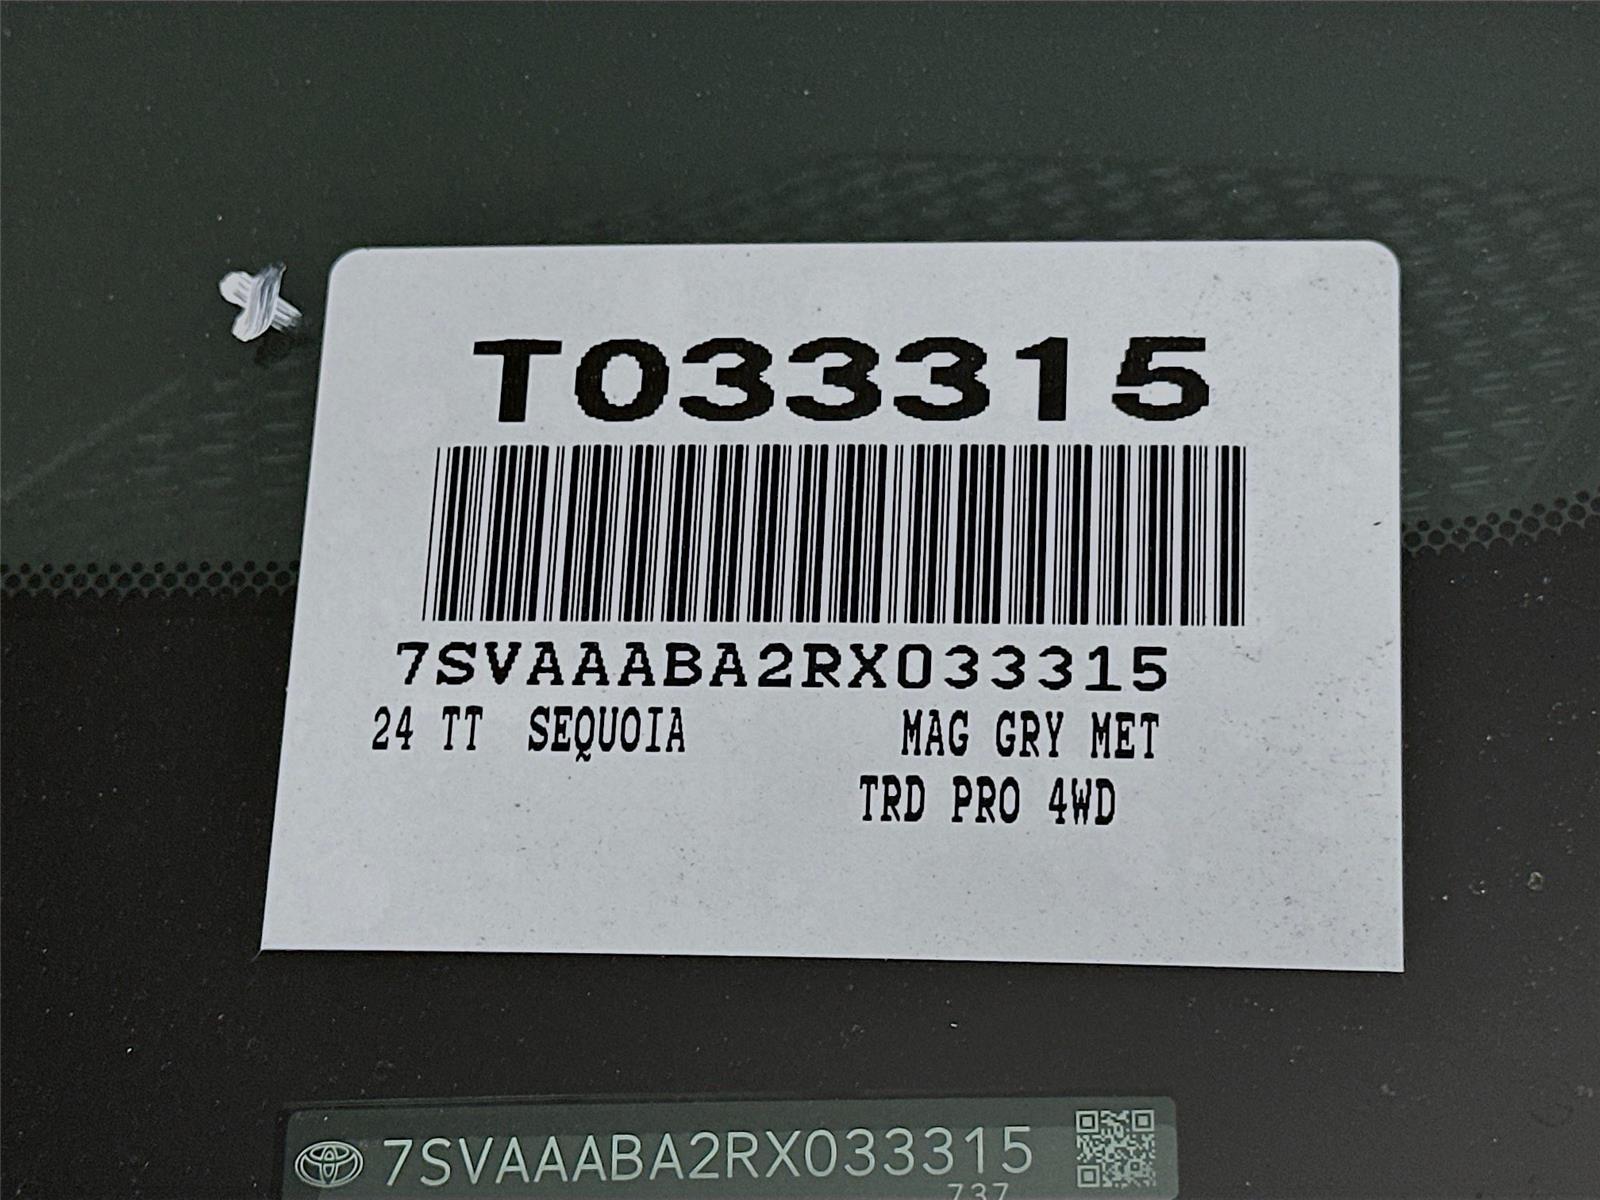 T033315
7SVAAABA2RX033315
24 TT SEQUOIA MAG GRY MET
TRD PRO 4WD
7SVAAABA2RX033315
737